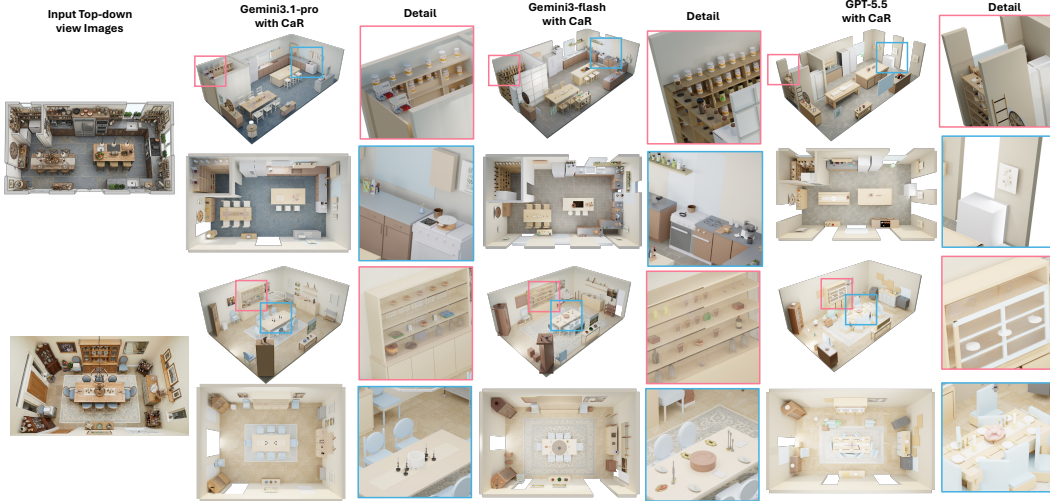 Input Top-down
view Images
Gemini3.1-pro
with CaR
Detail
Gemini3-flash
with CaR
Detail
GPT-5.5
with CaR
Detail